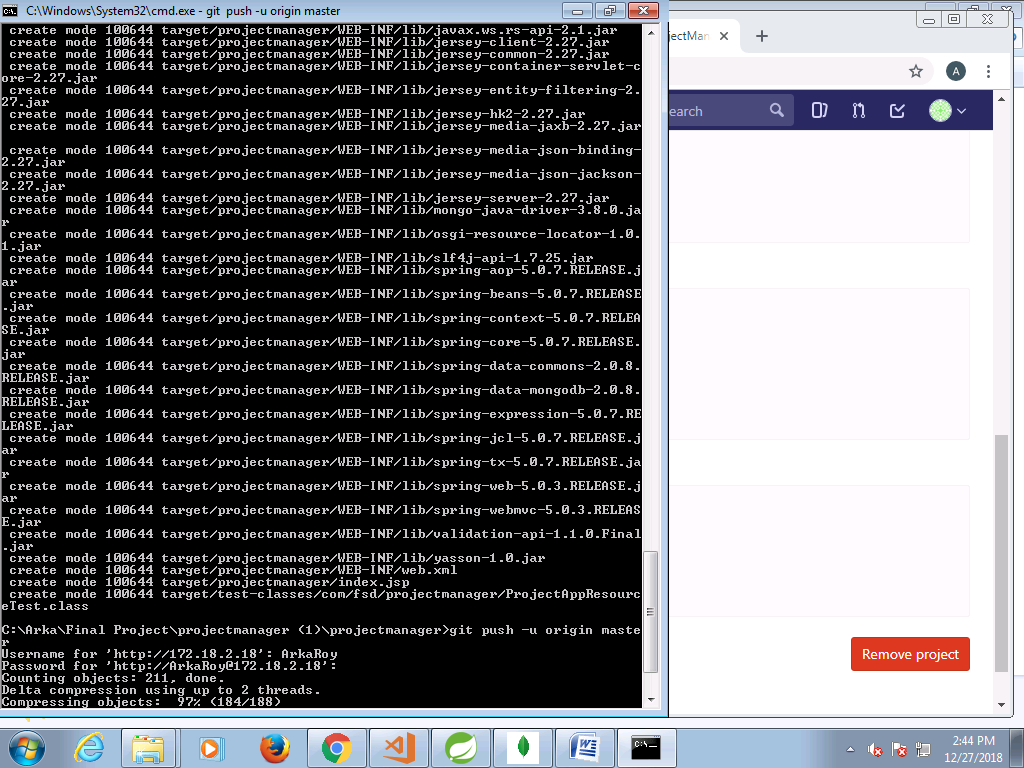 C:\Windows\System32\cmd.exe - git  push -u origin master
create mode 100644 target/projectmanager/WEB-INF/lib/javax.ws.rs-api-2.1.jar
create mode 100644 target/projectmanager/WEB-INF/lib/jersey-client-2.27.jar
create mode 100644 target/projectmanager/WEB-INF/lib/jersey-common-2.27.jar
create mode 100644 target/projectmanager/WEB-INF/lib/jersey-container-servlet-c
ore-2.27.jar
create mode 100644 target/projectmanager/WEB-INF/lib/jersey-entity-filtering-2.
27.jar
create mode 100644 target/projectmanager/WEB-INF/lib/jersey-hk2-2.27.jar
create mode 100644 target/projectmanager/WEB-INF/lib/jersey-media-jaxb-2.27.jar
create mode 100644 target/projectmanager/WEB-INF/lib/jersey-media-json-binding-
2.27.jar
create mode 100644 target/projectmanager/WEB-INF/lib/jersey-media-json-jackson-
2.27.jar
create mode 100644 target/projectmanager/WEB-INF/lib/jersey-server-2.27.jar
create mode 100644 target/projectmanager/WEB-INF/lib/mongo-java-driver-3.8.0.ja
r
create mode 100644 target/projectmanager/WEB-INF/lib/osgi-resource-locator-1.0.
1.jar
create mode 100644 target/projectmanager/WEB-INF/lib/slf4j-api-1.7.25.jar
create mode 100644 target/projectmanager/WEB-INF/lib/spring-aop-5.0.7.RELEASE.j
ar
create mode 100644 target/projectmanager/WEB-INF/lib/spring-beans-5.0.7.RELEASE
.jar
create mode 100644 target/projectmanager/WEB-INF/lib/spring-context-5.0.7.RELEA
SE.jar
create mode 100644 target/projectmanager/WEB-INF/lib/spring-core-5.0.7.RELEASE.
jar
create mode 100644 target/projectmanager/WEB-INF/lib/spring-data-commons-2.0.8.
RELEASE.jar
create mode 100644 target/projectmanager/WEB-INF/lib/spring-data-mongodb-2.0.8.
RELEASE.jar
create mode 100644 target/projectmanager/WEB-INF/lib/spring-expression-5.0.7.RE
LEASE.jar
create mode 100644 target/projectmanager/WEB-INF/lib/spring-jcl-5.0.7.RELEASE.j
ar
create mode 100644 target/projectmanager/WEB-INF/lib/spring-tx-5.0.7.RELEASE.ja
r
create mode 100644 target/projectmanager/WEB-INF/lib/spring-web-5.0.3.RELEASE.j
ar
create mode 100644 target/projectmanager/WEB-INF/lib/spring-webmvc-5.0.3.RELEAS
E.jar
create mode 100644 target/projectmanager/WEB-INF/lib/validation-api-1.1.0.Final
.jar
create mode 100644 target/projectmanager/WEB-INF/lib/yasson-1.0.jar
create mode 100644 target/projectmanager/WEB-INF/web.xml
create mode 100644 target/projectmanager/index.jsp
create mode 100644 target/test-classes/com/fsd/projectmanager/ProjectAppResourc
eTest.class
C:\Arka\Final Project\projectmanager (1)\projectmanager>git push -u origin maste
r
Username for 'http://172.18.2.18': ArkaRoy
Password for 'http://ArkaRoy@172.18.2.18':
Counting objects: 211, done.
Delta compression using up to 2 threads.
Compressing objects:  97% (184/188)
jectMan
A
earch
Remove project
C:\
2:44 PM
12/27/2018